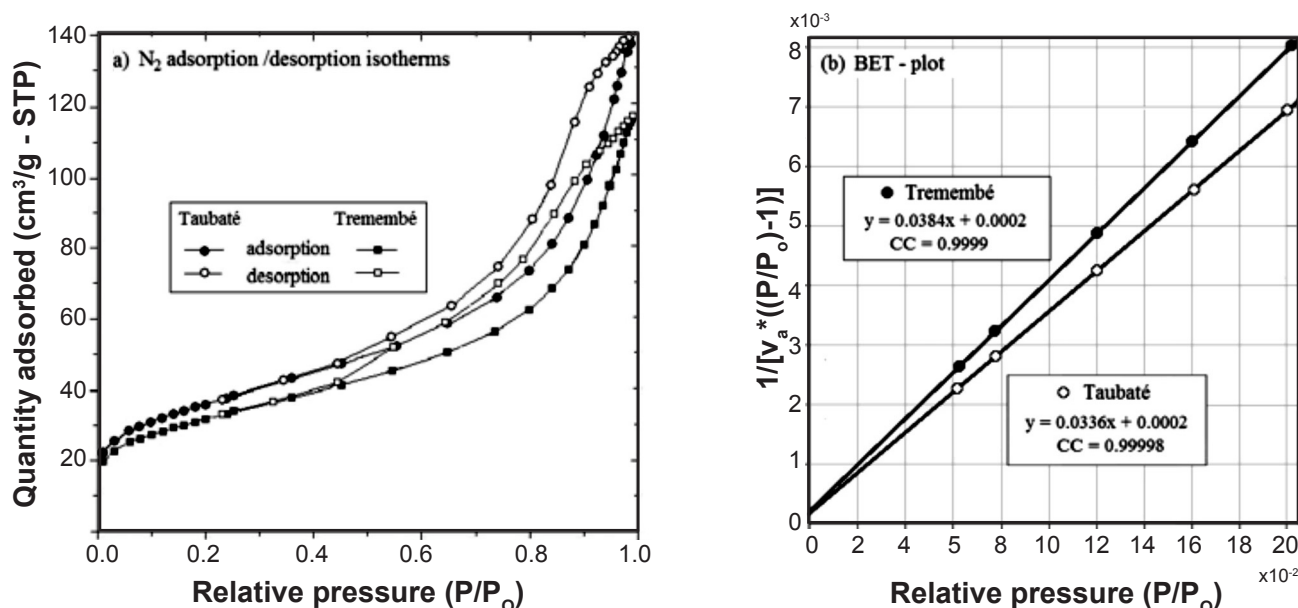 a) N₂ adsorption /desorption isotherms
Quantity adsorbed (cm³/g - STP)
140
120
100
80
60
40
20
Taubaté Tremembé
adsorption
desorption
0.0 0.2 0.4 0.6 0.8 1.0
Relative pressure (P/Pₒ)
x10⁻³
(b) BET - plot
1/[vₐ*((P/Pₒ)-1)]
8
7
6
5
4
3
2
1
0
Tremembé
y = 0.0384x + 0.0002
CC = 0.9999
Taubaté
y = 0.0336x + 0.0002
CC = 0.99998
0 2 4 6 8 10 12 14 16 18 20
x10⁻²
Relative pressure (P/Pₒ)